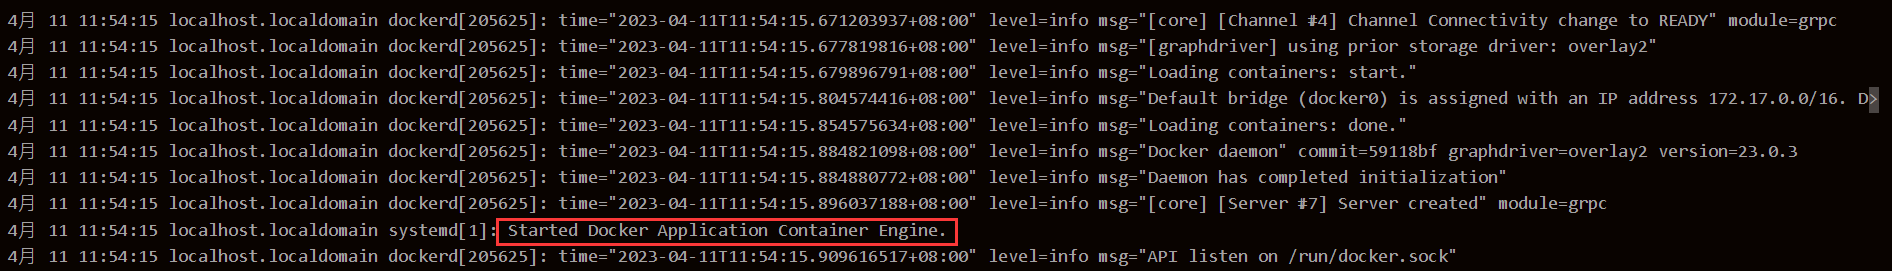 4月 11 11:54:15 localhost.localdomain dockerd[205625]: time="2023-04-11T11:54:15.671203937+08:00" level=info msg="[core] [Channel #4] Channel Connectivity change to READY" module=grpc
4月 11 11:54:15 localhost.localdomain dockerd[205625]: time="2023-04-11T11:54:15.677819816+08:00" level=info msg="[graphdriver] using prior storage driver: overlay2"
4月 11 11:54:15 localhost.localdomain dockerd[205625]: time="2023-04-11T11:54:15.679896791+08:00" level=info msg="Loading containers: start."
4月 11 11:54:15 localhost.localdomain dockerd[205625]: time="2023-04-11T11:54:15.804574416+08:00" level=info msg="Default bridge (docker0) is assigned with an IP address 172.17.0.0/16. D>
4月 11 11:54:15 localhost.localdomain dockerd[205625]: time="2023-04-11T11:54:15.854575634+08:00" level=info msg="Loading containers: done."
4月 11 11:54:15 localhost.localdomain dockerd[205625]: time="2023-04-11T11:54:15.884821098+08:00" level=info msg="Docker daemon" commit=59118bf graphdriver=overlay2 version=23.0.3
4月 11 11:54:15 localhost.localdomain dockerd[205625]: time="2023-04-11T11:54:15.884880772+08:00" level=info msg="Daemon has completed initialization"
4月 11 11:54:15 localhost.localdomain dockerd[205625]: time="2023-04-11T11:54:15.896037188+08:00" level=info msg="[core] [Server #7] Server created" module=grpc
4月 11 11:54:15 localhost.localdomain systemd[1]: Started Docker Application Container Engine.
4月 11 11:54:15 localhost.localdomain dockerd[205625]: time="2023-04-11T11:54:15.909616517+08:00" level=info msg="API listen on /run/docker.sock"